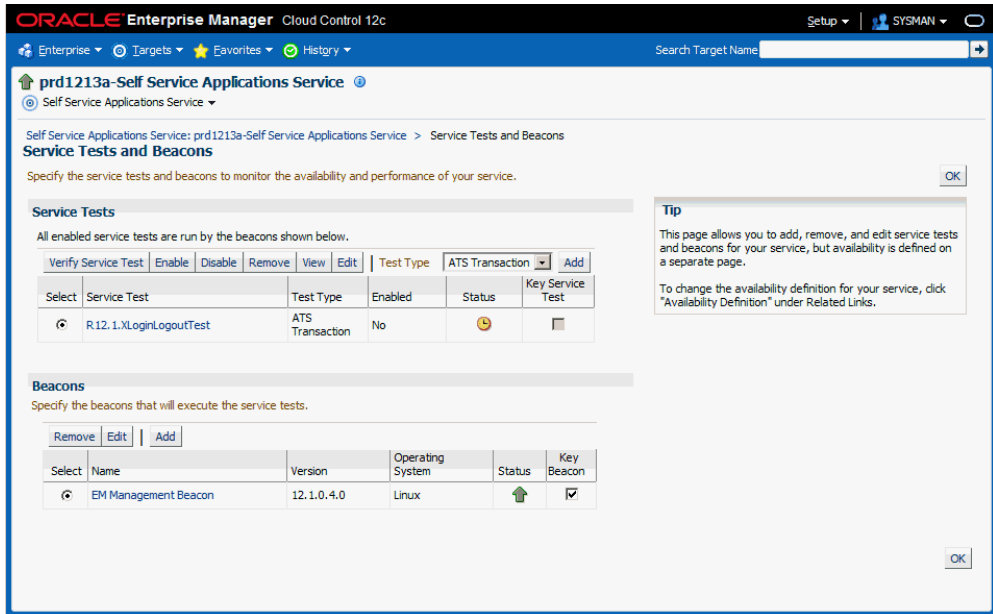 ORACLE Enterprise Manager Cloud Control 12c
Setup SYSMAN
Enterprise Targets Favorites History Search Target Name
prd1213a-Self Service Applications Service
Self Service Applications Service
Self Service Applications Service: prd1213a-Self Service Applications Service > Service Tests and Beacons
Service Tests and Beacons
Specify the service tests and beacons to monitor the availability and performance of your service.
OK
Service Tests
All enabled service tests are run by the beacons shown below.
Verify Service Test Enable Disable Remove View Edit Test Type ATS Transaction Add
Select Service Test Test Type Enabled Status Key Service Test
R12.1.XLoginLogoutTest ATS Transaction No
Tip
This page allows you to add, remove, and edit service tests
and beacons for your service, but availability is defined on
a separate page.
To change the availability definition for your service, click
"Availability Definition" under Related Links.
Beacons
Specify the beacons that will execute the service tests.
Remove Edit Add
Select Name Version Operating System Status Key Beacon
EM Management Beacon 12.1.0.4.0 Linux
OK